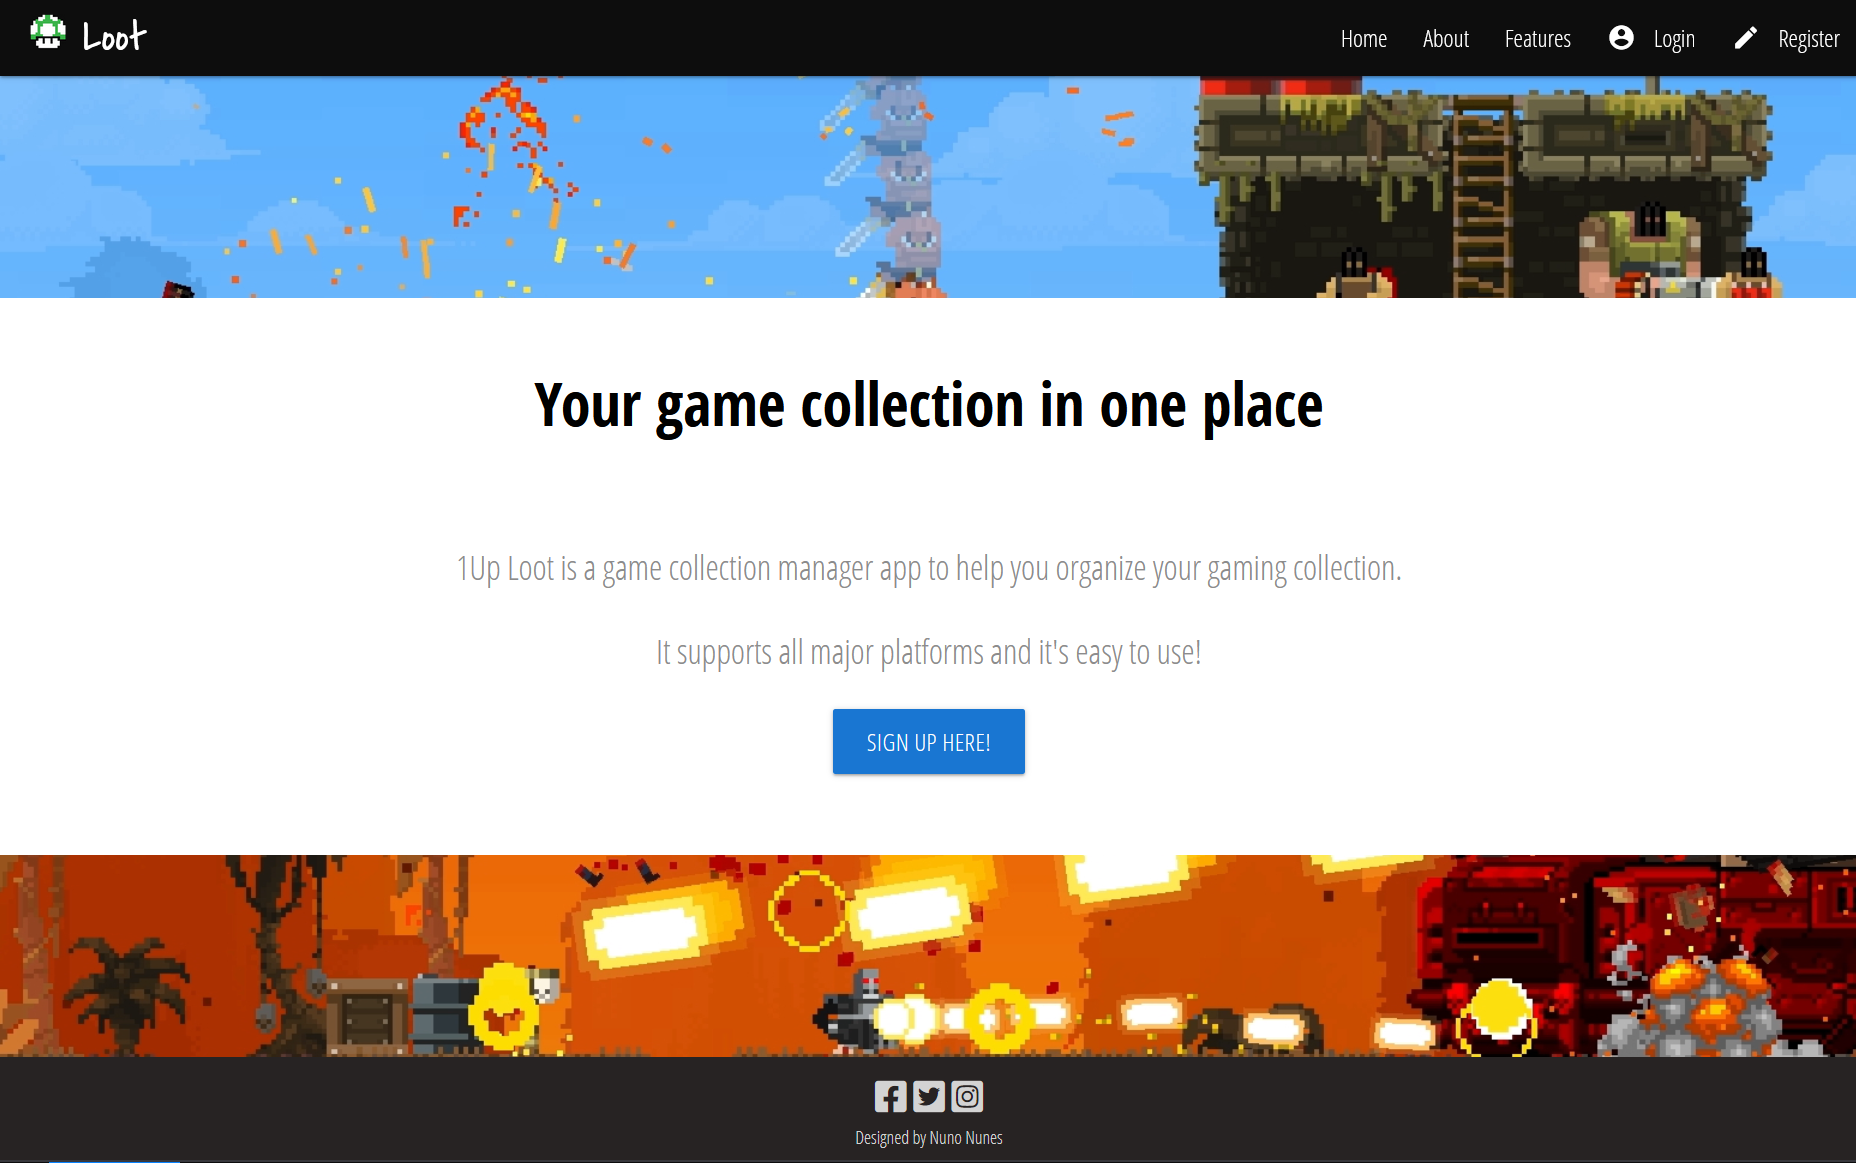 Loot
Home About Features Login Register
Your game collection in one place
1Up Loot is a game collection manager app to help you organize your gaming collection.
It supports all major platforms and it's easy to use!
SIGN UP HERE!
Designed by Nuno Nunes